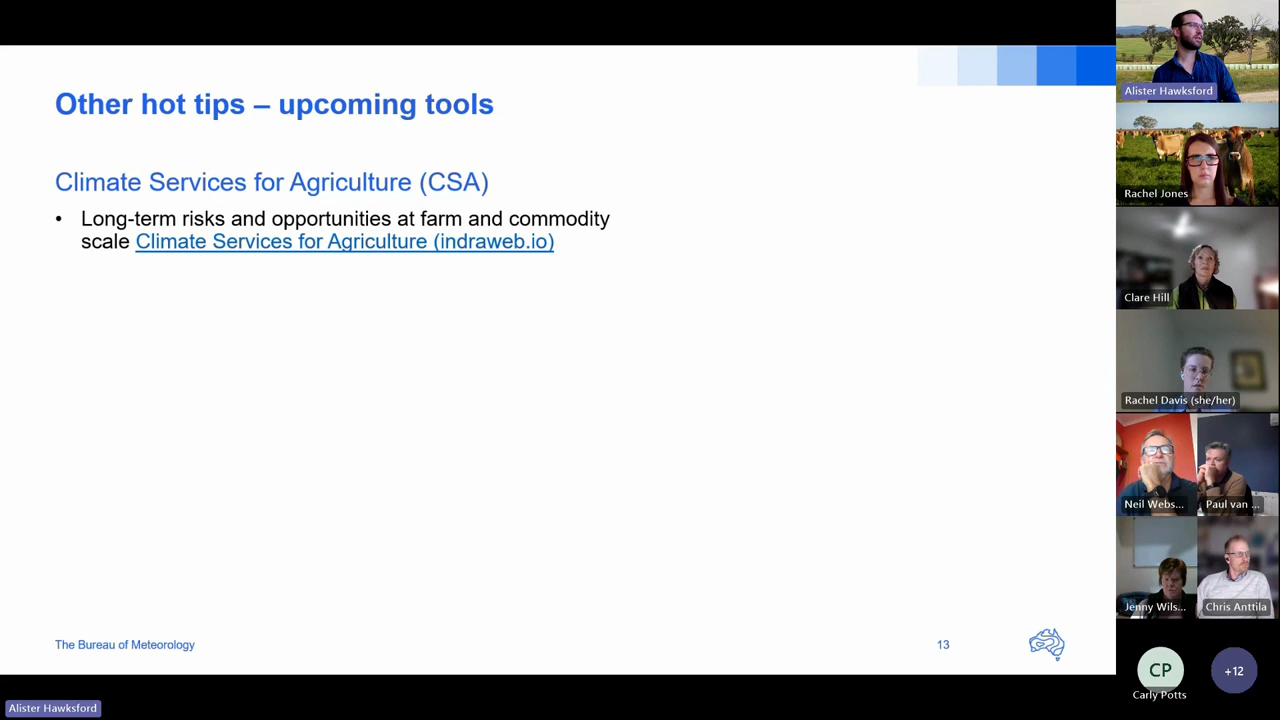 Other hot tips – upcoming tools
Climate Services for Agriculture (CSA)
• Long-term risks and opportunities at farm and commodity
scale Climate Services for Agriculture (indraweb.io)
The Bureau of Meteorology
13
Alister Hawksford
Rachel Jones
Clare Hill
Rachel Davis (she/her)
Neil Webs...
Paul van ...
Jenny Wils...
Chris Anttila
CP
Carly Potts
+12
Alister Hawksford